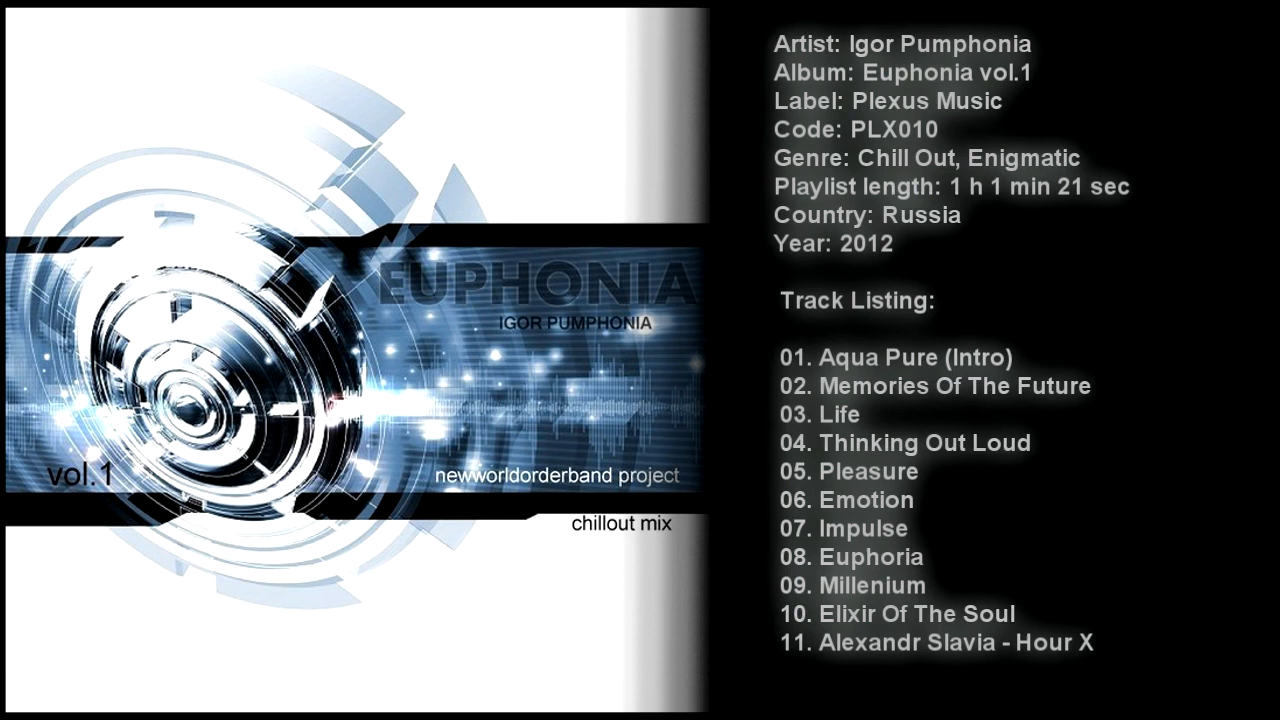 EUPHONIA
IGOR PUMPHONIA
vol.1
newworldorderband project
chillout mix
Artist: Igor Pumphonia
Album: Euphonia vol.1
Label: Plexus Music
Code: PLX010
Genre: Chill Out, Enigmatic
Playlist length: 1 h 1 min 21 sec
Country: Russia
Year: 2012
Track Listing:
01. Aqua Pure (Intro)
02. Memories Of The Future
03. Life
04. Thinking Out Loud
05. Pleasure
06. Emotion
07. Impulse
08. Euphoria
09. Millenium
10. Elixir Of The Soul
11. Alexandr Slavia - Hour X